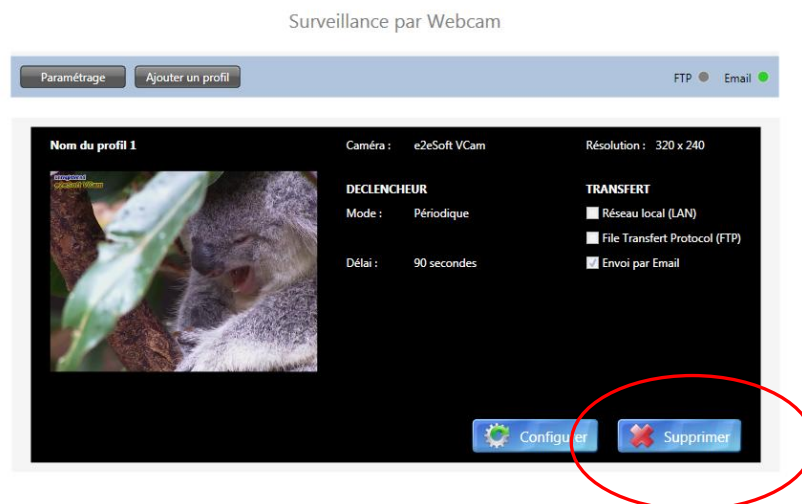 Surveillance par Webcam
Paramétrage Ajouter un profil FTP Email
Nom du profil 1 Caméra : e2eSoft VCam Résolution : 320 x 240
e2eSoft VCam
DECLENCHEUR TRANSFERT
Mode : Périodique Réseau local (LAN)
File Transfert Protocol (FTP)
Délai : 90 secondes Envoi par Email
Configurer Supprimer